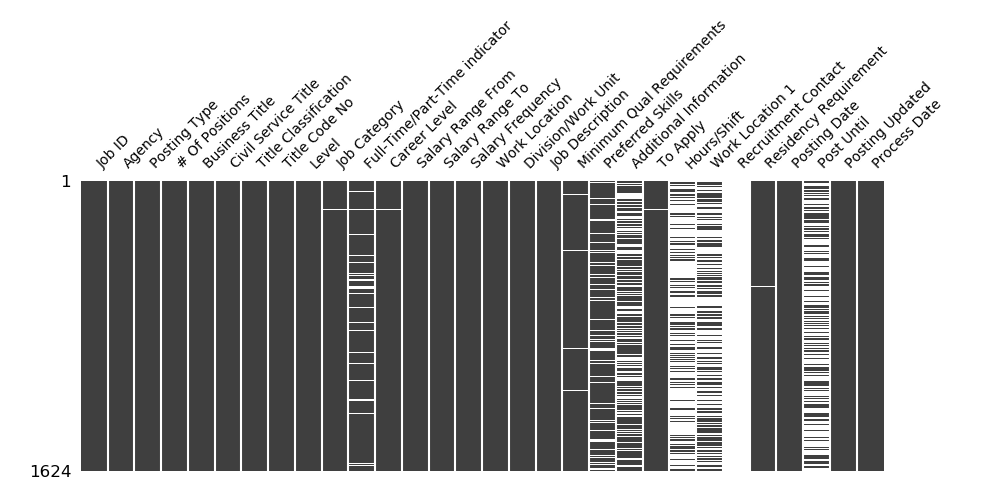 Job ID
Agency
Posting Type
# Of Positions
Business Title
Civil Service Title
Title Classification
Title Code No
Level
Job Category
Full-Time/Part-Time indicator
Career Level
Salary Range From
Salary Range To
Salary Frequency
Work Location
Division/Work Unit
Job Description
Minimum Qual Requirements
Preferred Skills
Additional Information
To Apply
Hours/Shift
Work Location 1
Recruitment Contact
Residency Requirement
Posting Date
Post Until
Posting Updated
Process Date
1
1624